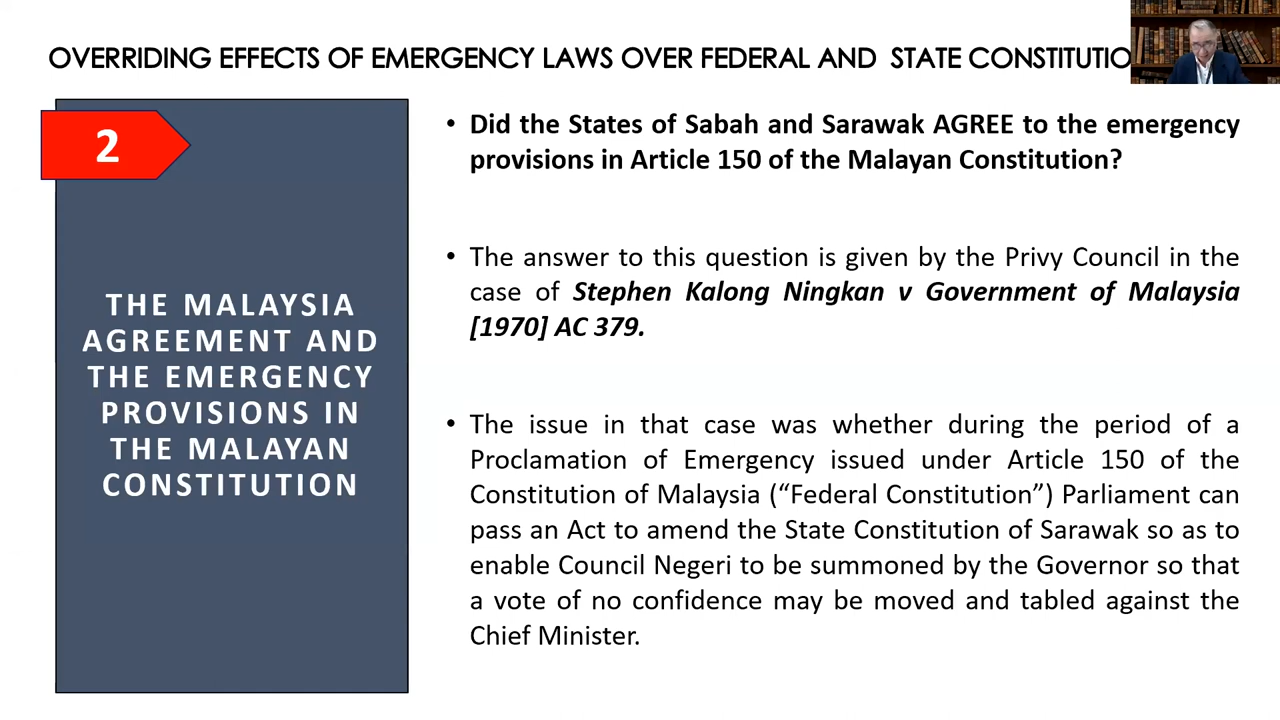 OVERRIDING EFFECTS OF EMERGENCY LAWS OVER FEDERAL AND STATE CONSTITUTIO
2
THE MALAYSIA
AGREEMENT AND
THE EMERGENCY
PROVISIONS IN
THE MALAYAN
CONSTITUTION
• Did the States of Sabah and Sarawak AGREE to the emergency
provisions in Article 150 of the Malayan Constitution?
• The answer to this question is given by the Privy Council in the
case of Stephen Kalong Ningkan v Government of Malaysia
[1970] AC 379.
• The issue in that case was whether during the period of a
Proclamation of Emergency issued under Article 150 of the
Constitution of Malaysia (“Federal Constitution”) Parliament can
pass an Act to amend the State Constitution of Sarawak so as to
enable Council Negeri to be summoned by the Governor so that
a vote of no confidence may be moved and tabled against the
Chief Minister.